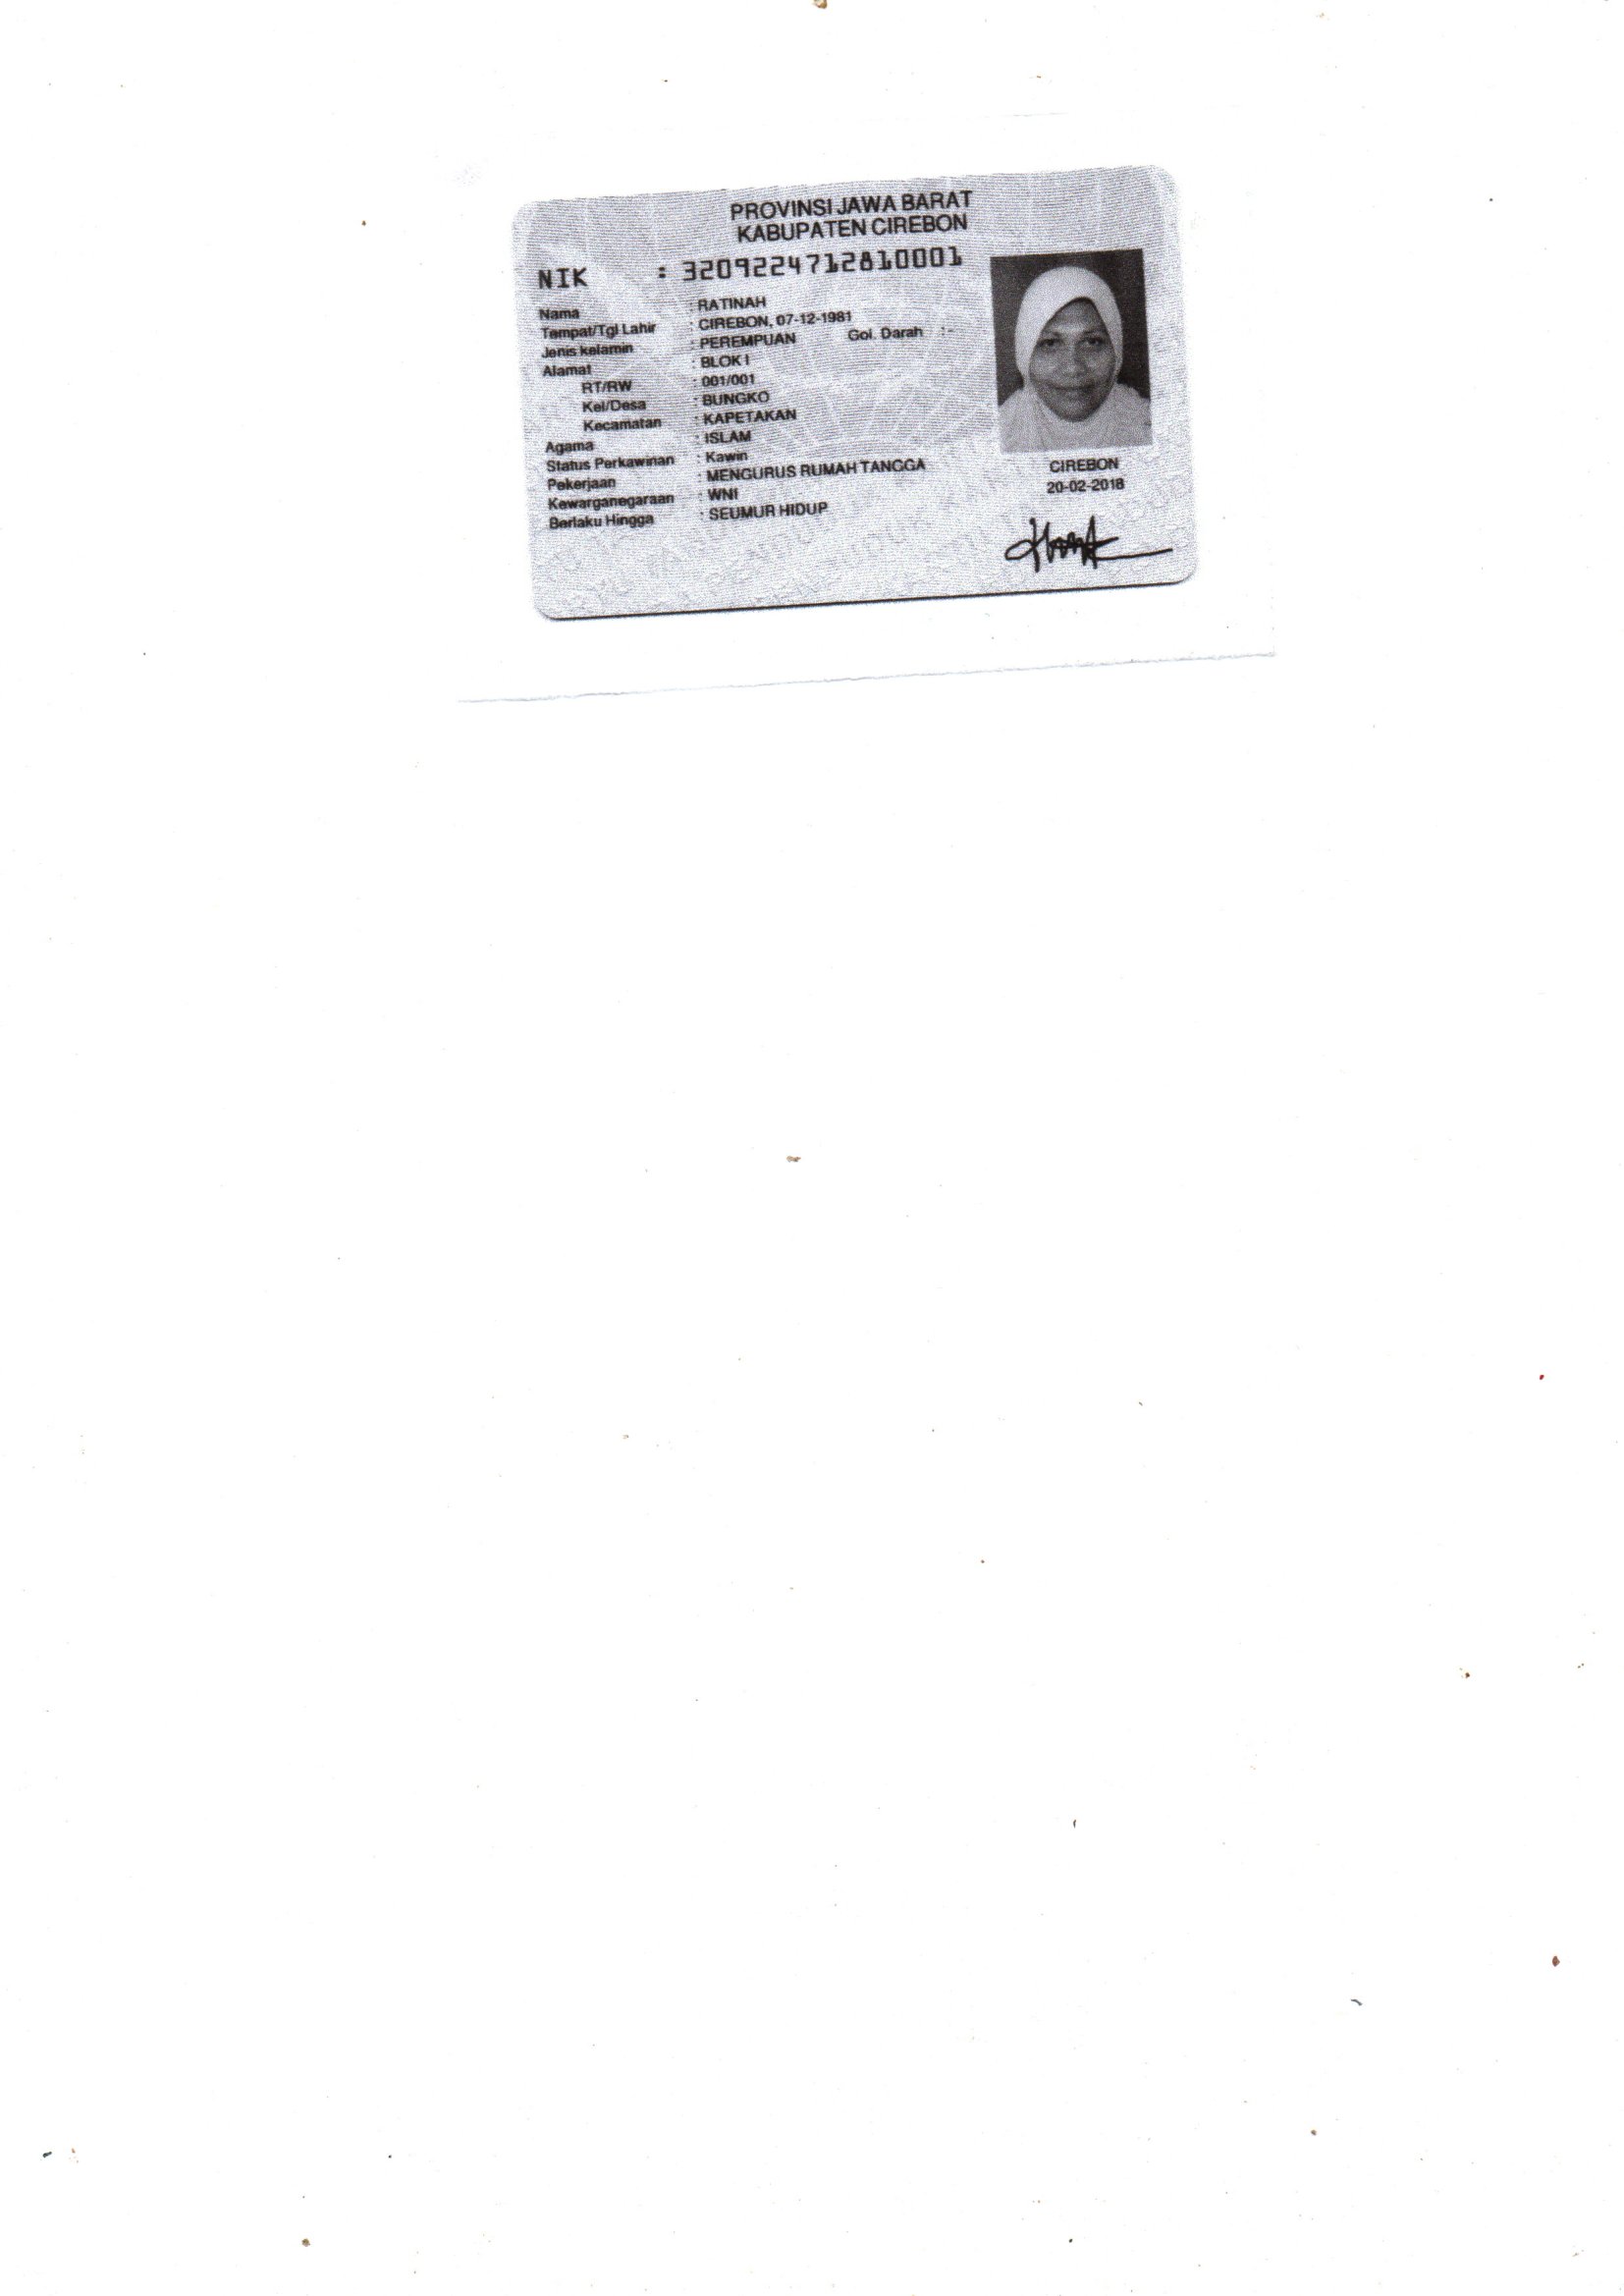 PROVINSI JAWA BARAT
KABUPATEN CIREBON
NIK : 3209224712810001
Nama : RATINAH
Tempat/Tgl Lahir : CIREBON, 07-12-1981
Jenis kelamin : PEREMPUAN Gol. Darah :-
Alamat : BLOK I
RT/RW : 001/001
Kel/Desa : BUNGKO
Kecamatan : KAPETAKAN
Agama : ISLAM
Status Perkawinan : Kawin
Pekerjaan : MENGURUS RUMAH TANGGA
Kewarganegaraan : WNI
Berlaku Hingga : SEUMUR HIDUP
CIREBON
20-02-2018